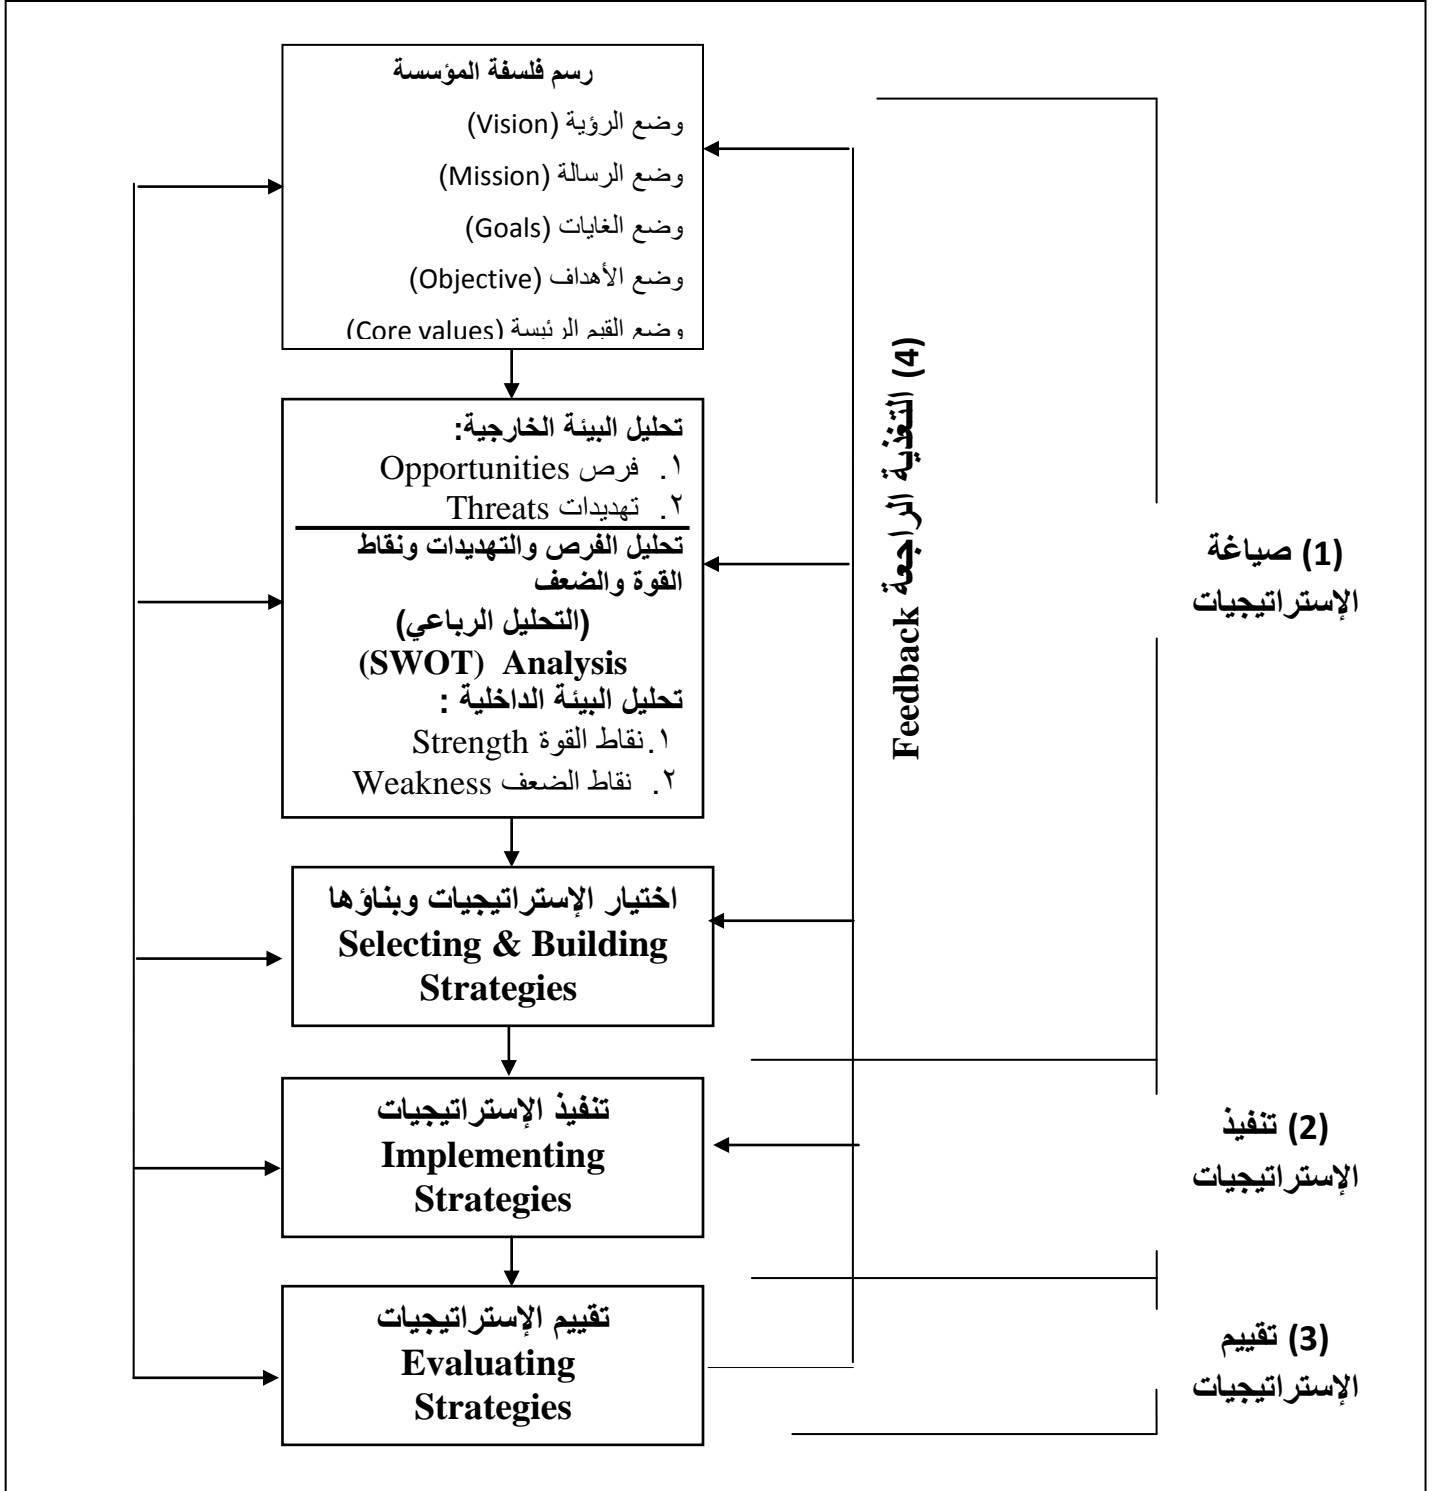 رسم فلسفة المؤسسة
وضع الرؤية (Vision)
وضع الرسالة (Mission)
وضع الغايات (Goals)
وضع الأهداف (Objective)
وضع القيم الرئيسة (Core values)
تحليل البيئة الخارجية:
١. فرص Opportunities
٢. تهديدات Threats
تحليل الفرص والتهديدات ونقاط
القوة والضعف
(التحليل الرباعي)
(SWOT) Analysis
تحليل البيئة الداخلية :
١.نقاط القوة Strength
٢. نقاط الضعف Weakness
اختيار الإستراتيجيات وبناؤها
Selecting & Building
Strategies
تنفيذ الإستراتيجيات
Implementing
Strategies
تقييم الإستراتيجيات
Evaluating
Strategies
(4) التغذية الراجعة Feedback
(1) صياغة
الإستراتيجيات
(2) تنفيذ
الإستراتيجيات
(3) تقييم
الإستراتيجيات